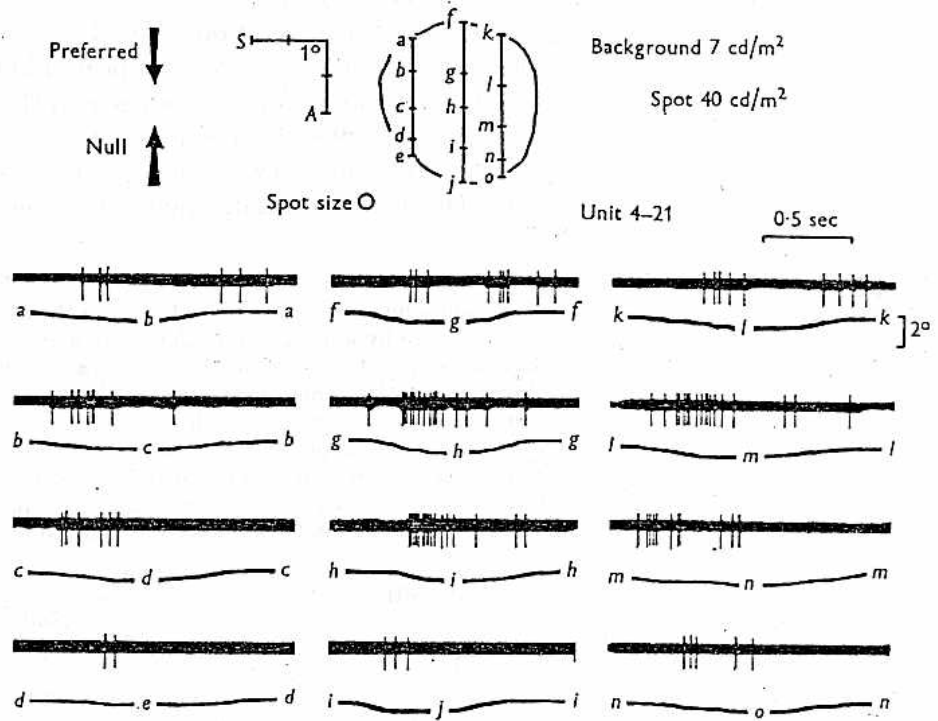 Preferred
Null
S
1°
A
a
b
c
d
e
f
g
h
i
j
k
l
m
n
o
Background 7 cd/m²
Spot 40 cd/m²
Spot size O
Unit 4–21
0·5 sec
a b a
f g f
k l k
2°
b c b
g h g
l m l
c d c
h i h
m n m
d e d
i j i
n o n